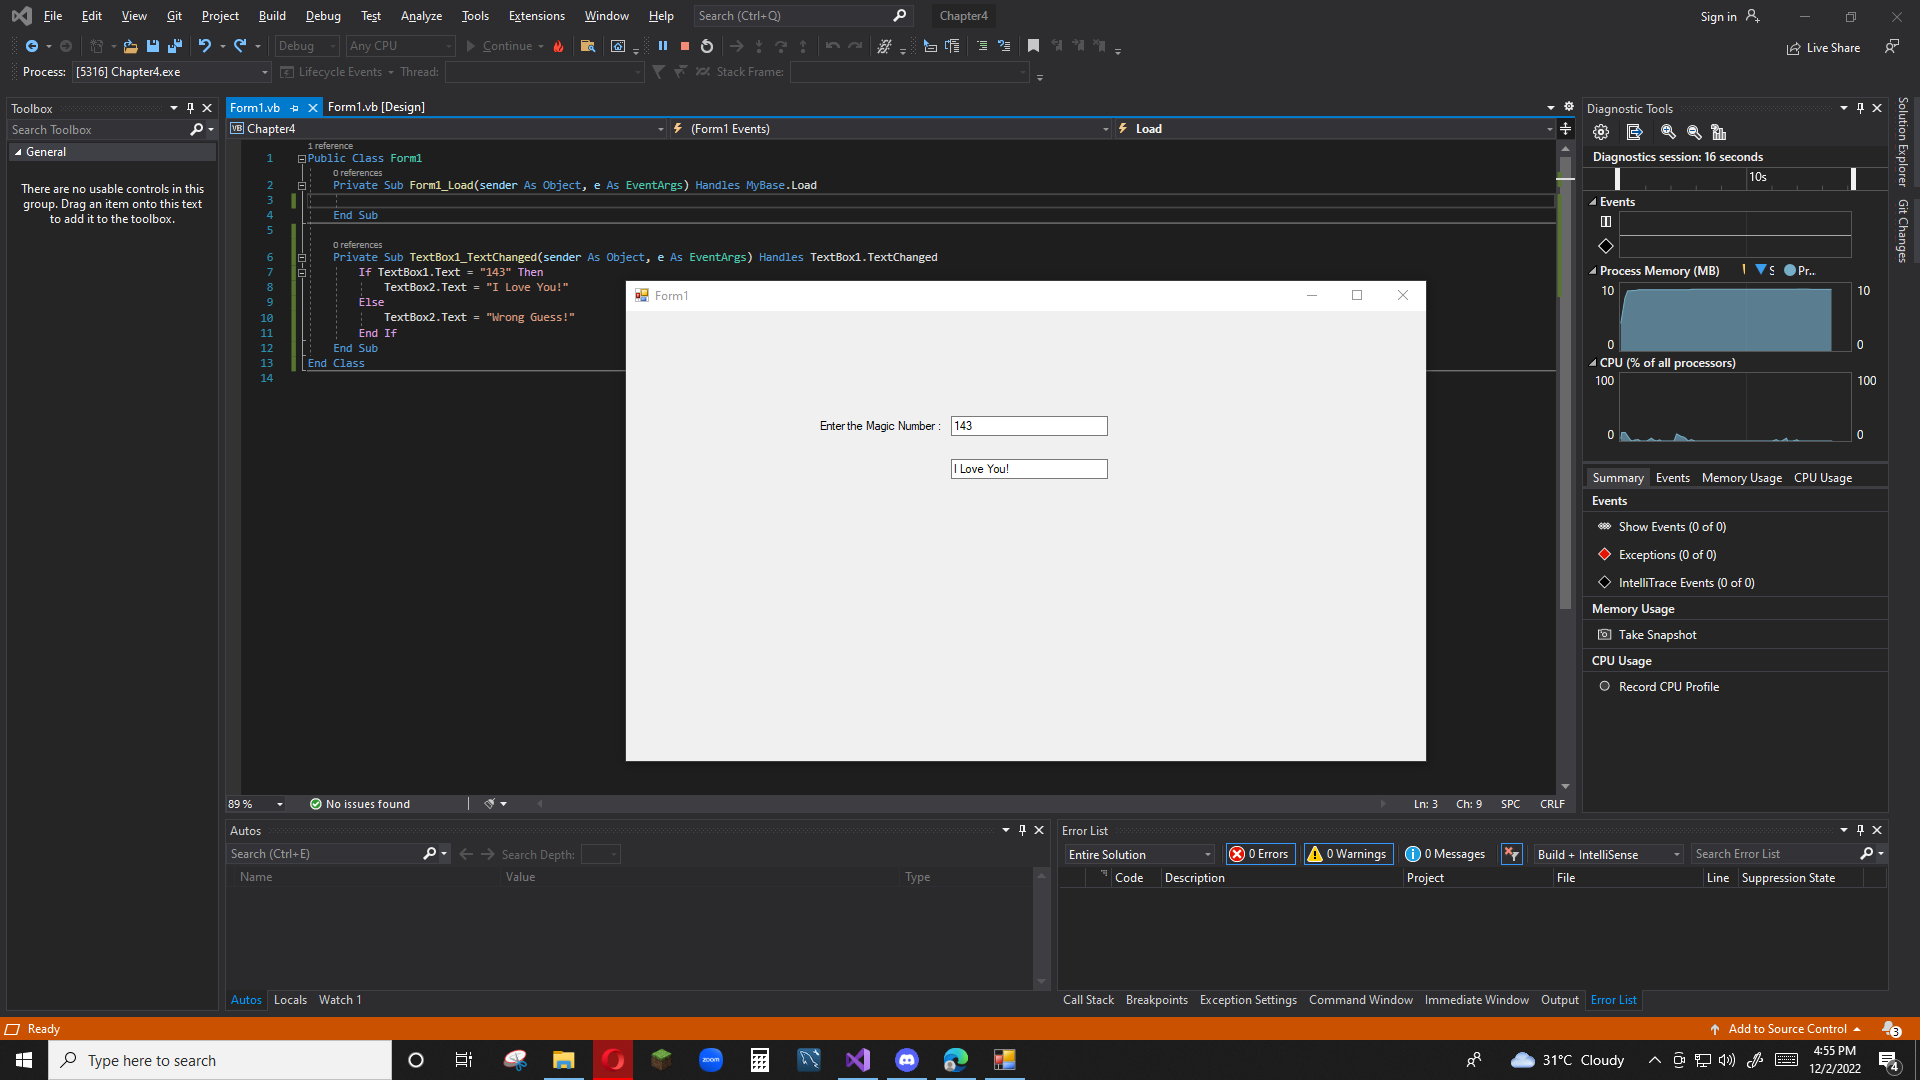 File Edit View Git Project Build Debug Test Analyze Tools Extensions Window Help Search (Ctrl+Q) Chapter4 Sign in
Debug Any CPU Continue Live Share
Process: [5316] Chapter4.exe Lifecycle Events Thread: Stack Frame:
Toolbox
Search Toolbox
General
There are no usable controls in this
group. Drag an item onto this text
to add it to the toolbox.
Form1.vb Form1.vb [Design]
VB Chapter4 (Form1 Events) Load
1 reference
1 Public Class Form1
0 references
2 Private Sub Form1_Load(sender As Object, e As EventArgs) Handles MyBase.Load
3
4 End Sub
5
0 references
6 Private Sub TextBox1_TextChanged(sender As Object, e As EventArgs) Handles TextBox1.TextChanged
7 If TextBox1.Text = "143" Then
8 TextBox2.Text = "I Love You!"
9 Else
10 TextBox2.Text = "Wrong Guess!"
11 End If
12 End Sub
13 End Class
14
Form1
Enter the Magic Number : 143
I Love You!
89 % No issues found Ln: 3 Ch: 9 SPC CRLF
Diagnostic Tools
Diagnostics session: 16 seconds
10s
Events
Process Memory (MB) S Pr...
10 10
0 0
CPU (% of all processors)
100 100
0 0
Summary Events Memory Usage CPU Usage
Events
Show Events (0 of 0)
Exceptions (0 of 0)
IntelliTrace Events (0 of 0)
Memory Usage
Take Snapshot
CPU Usage
Record CPU Profile
Solution Explorer
Git Changes
Autos
Search (Ctrl+E) Search Depth:
Name Value Type
Autos Locals Watch 1
Error List
Entire Solution 0 Errors 0 Warnings 0 Messages Build + IntelliSense Search Error List
Code Description Project File Line Suppression State
Call Stack Breakpoints Exception Settings Command Window Immediate Window Output Error List
Ready Add to Source Control 3
Type here to search zoom 31°C Cloudy 4:55 PM
12/2/2022 4